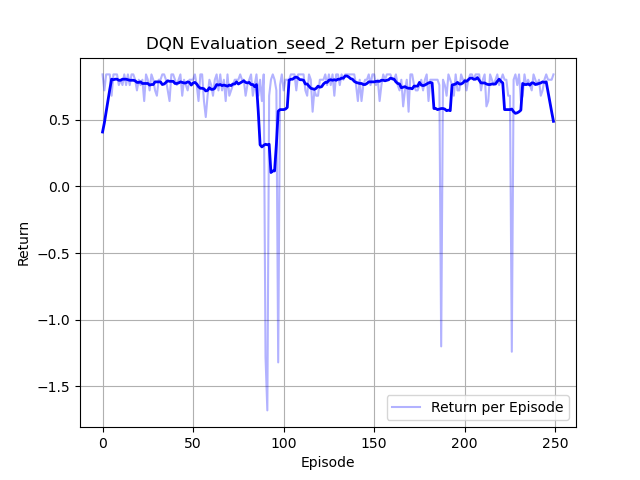 DQN Evaluation_seed_2 Return per Episode
Return
0.5
0.0
−0.5
−1.0
−1.5
Return per Episode
0 50 100 150 200 250
Episode